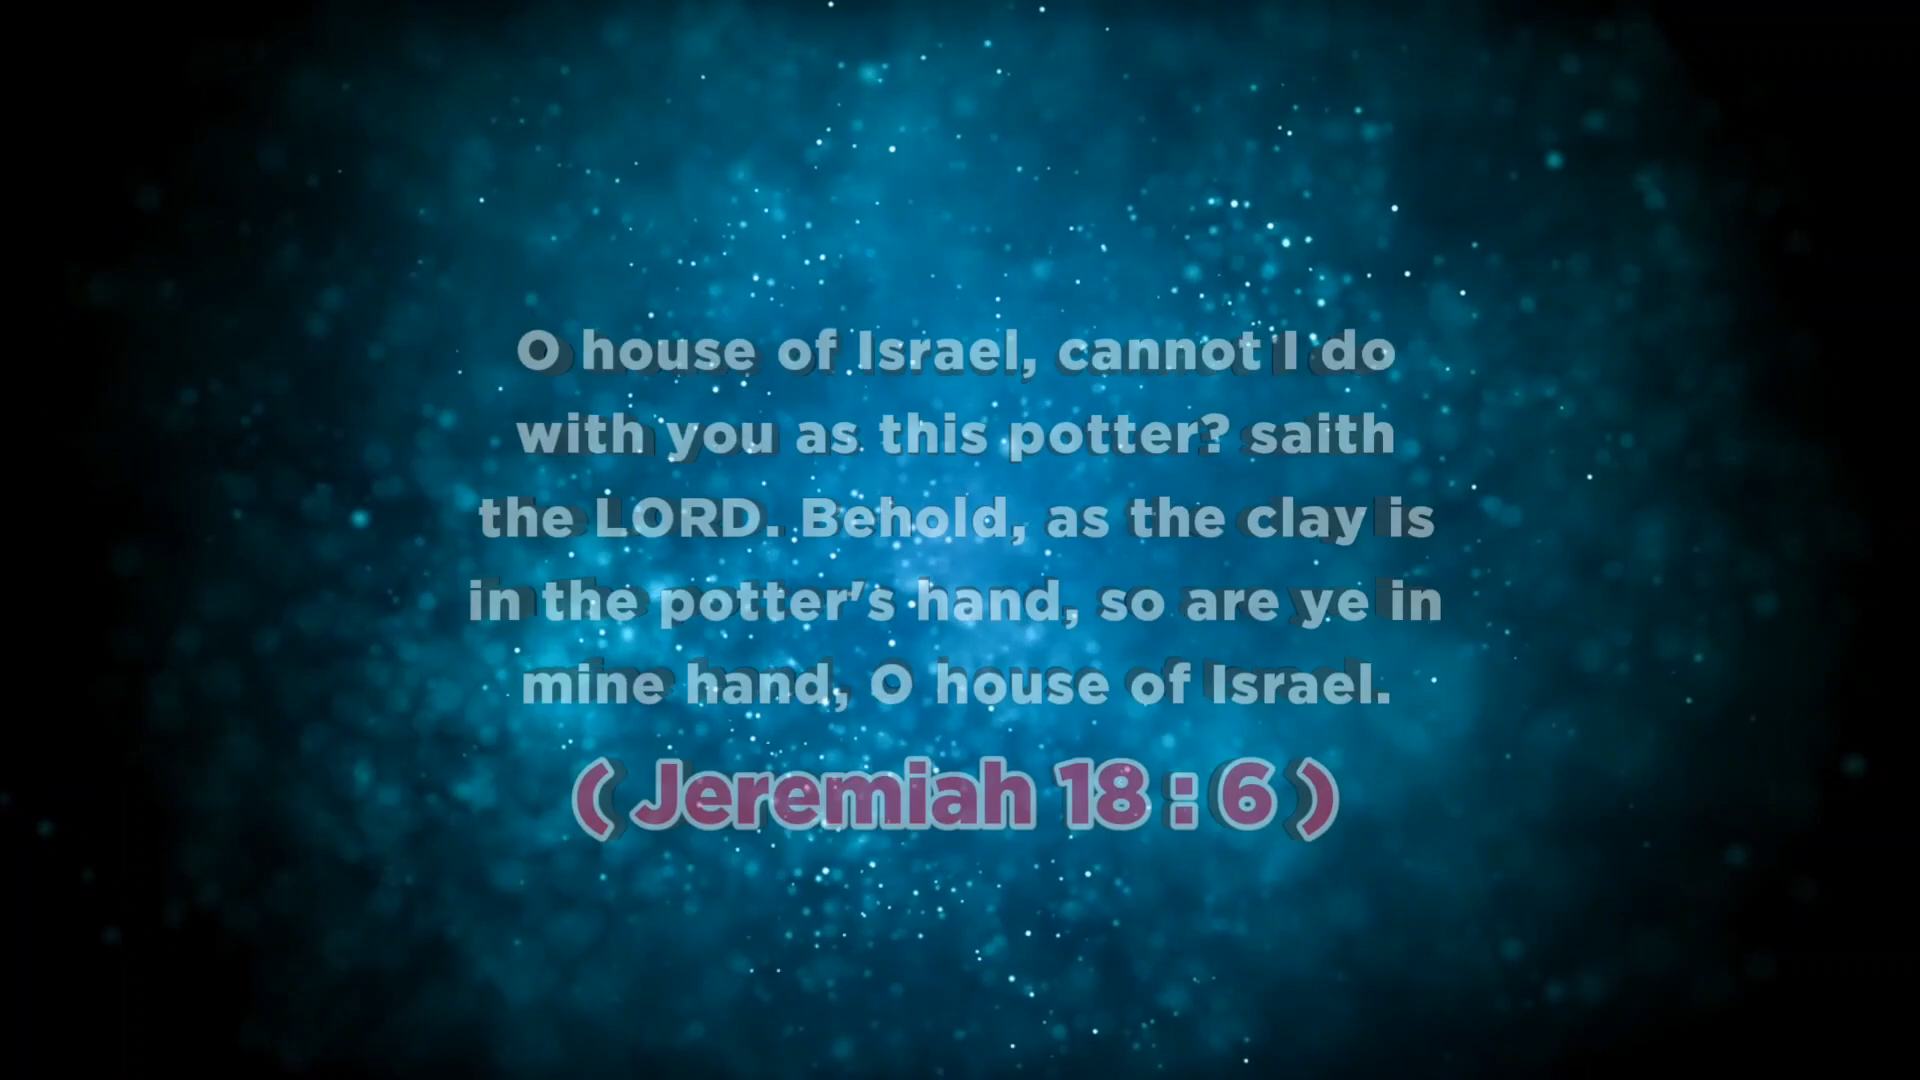 O house of Israel, cannot I do
with you as this potter? saith
the LORD. Behold, as the clay is
in the potter's hand, so are ye in
mine hand, O house of Israel.
( Jeremiah 18 : 6 )